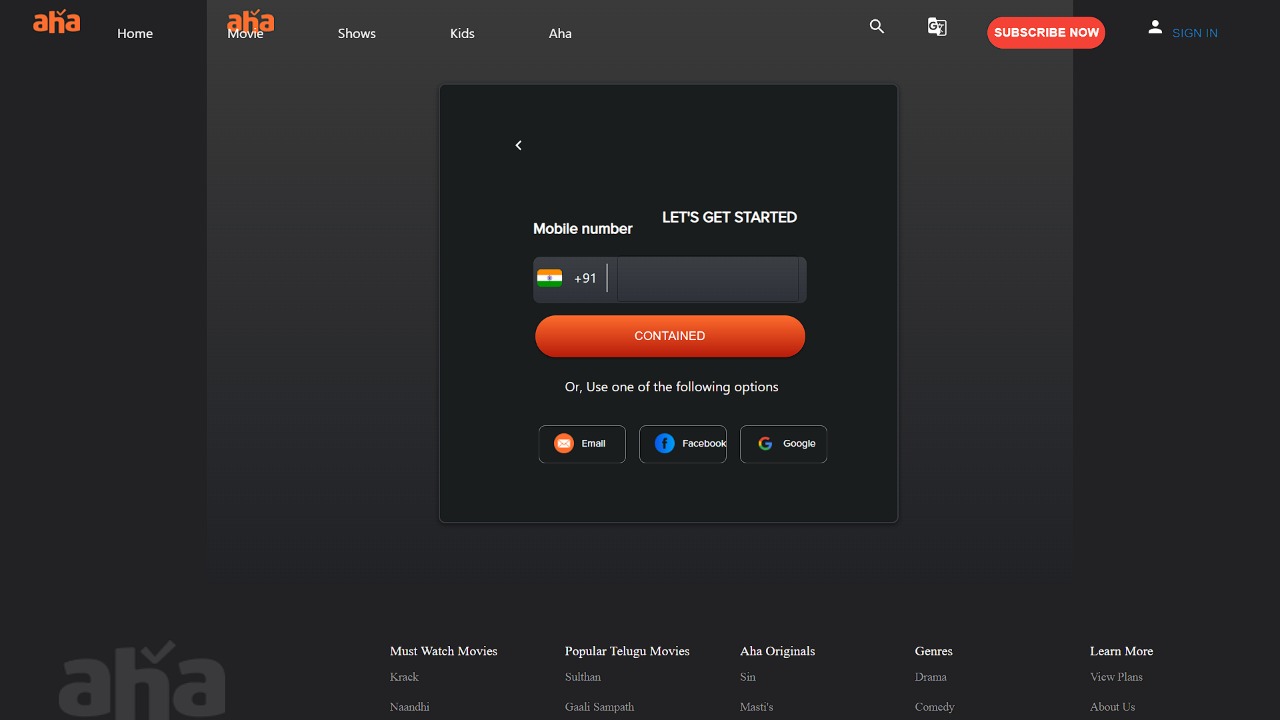 aha
Home
aha
Movie
Shows
Kids
Aha
SUBSCRIBE NOW
SIGN IN
LET'S GET STARTED
Mobile number
+91
CONTAINED
Or, Use one of the following options
Email
Facebook
Google
aha
Must Watch Movies
Popular Telugu Movies
Aha Originals
Genres
Learn More
Krack
Sulthan
Sin
Drama
View Plans
Naandhi
Gaali Sampath
Masti's
Comedy
About Us